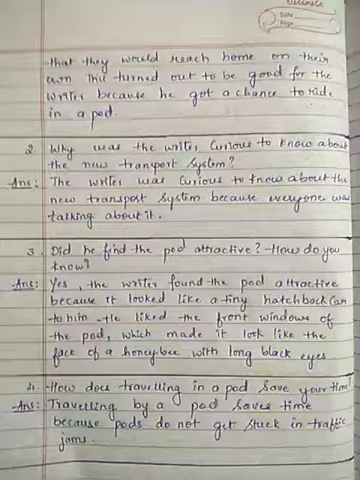 Date
Page
that they would reach home on their
own This turned out to be good for the
writer because he got a chance to ride
in a pod.
2. Why was the writer Curious to know about
the new transport system?
Ans: The writer was Curious to know about the
new transport system because everyone was
talking about it.
3. Did he find the pod attractive? How do you
know?
Ans: Yes, the writer found the pod attractive
because it looked like a tiny hatchback Car
to him. He liked the front windows of
the pod, which made it look like the
face of a honeybee with long black eyes
4. How does travelling in a pod save your time
Ans: Travelling by a pod saves time
because pods do not get stuck in traffic
jams.